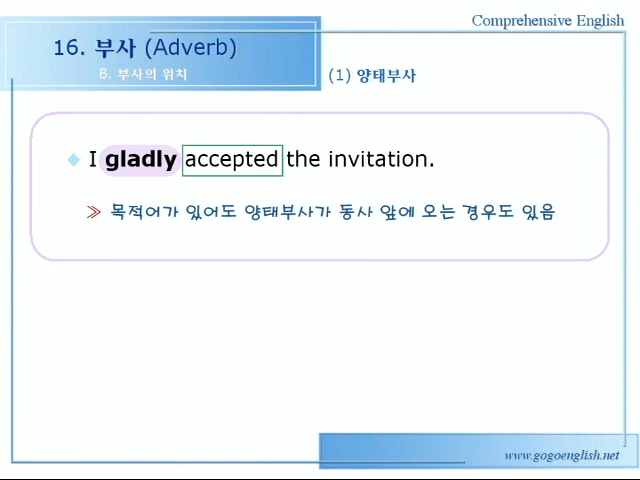 Comprehensive English
16. 부사 (Adverb)
B. 부사의 위치
(1) 양태부사
I gladly accepted the invitation.
≫ 목적어가 있어도 양태부사가 동사 앞에 오는 경우도 있음
www.gogoenglish.net